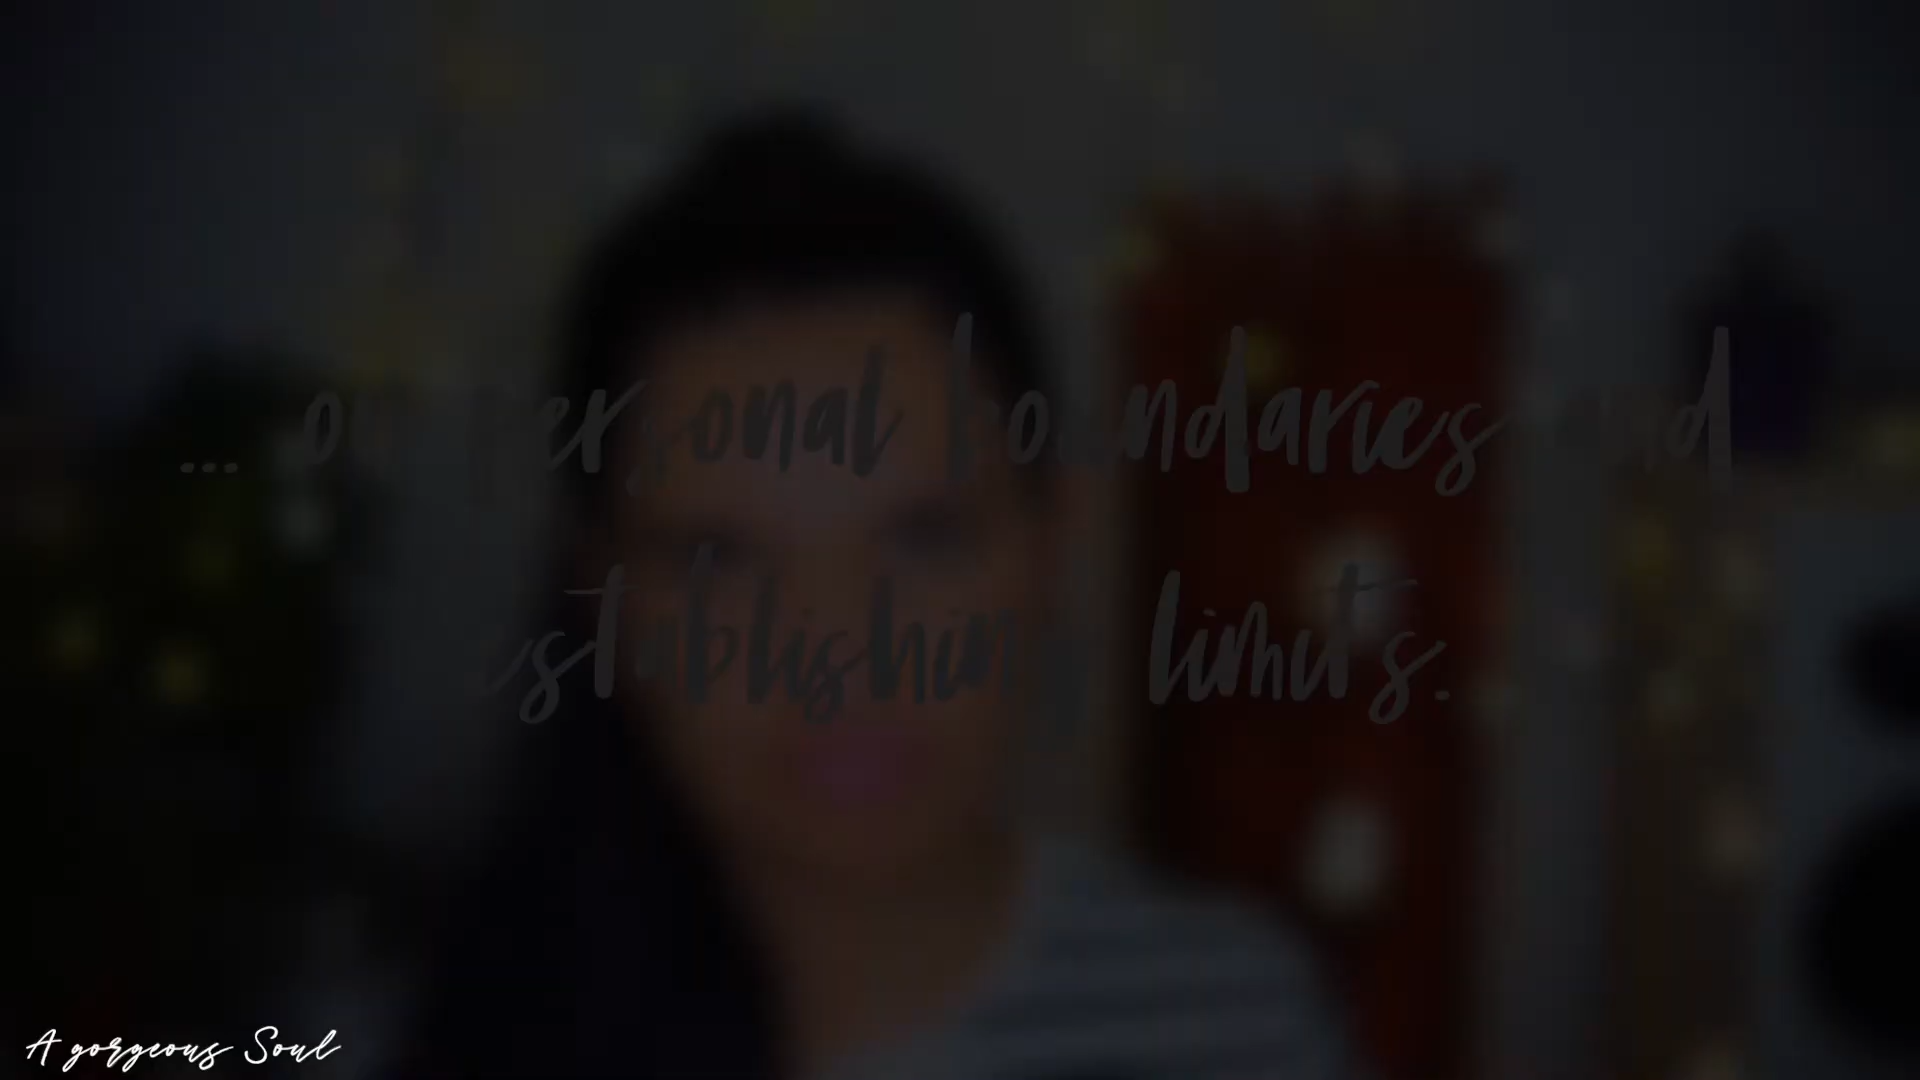 ... our personal boundaries and
establishing limits.
A gorgeous Soul